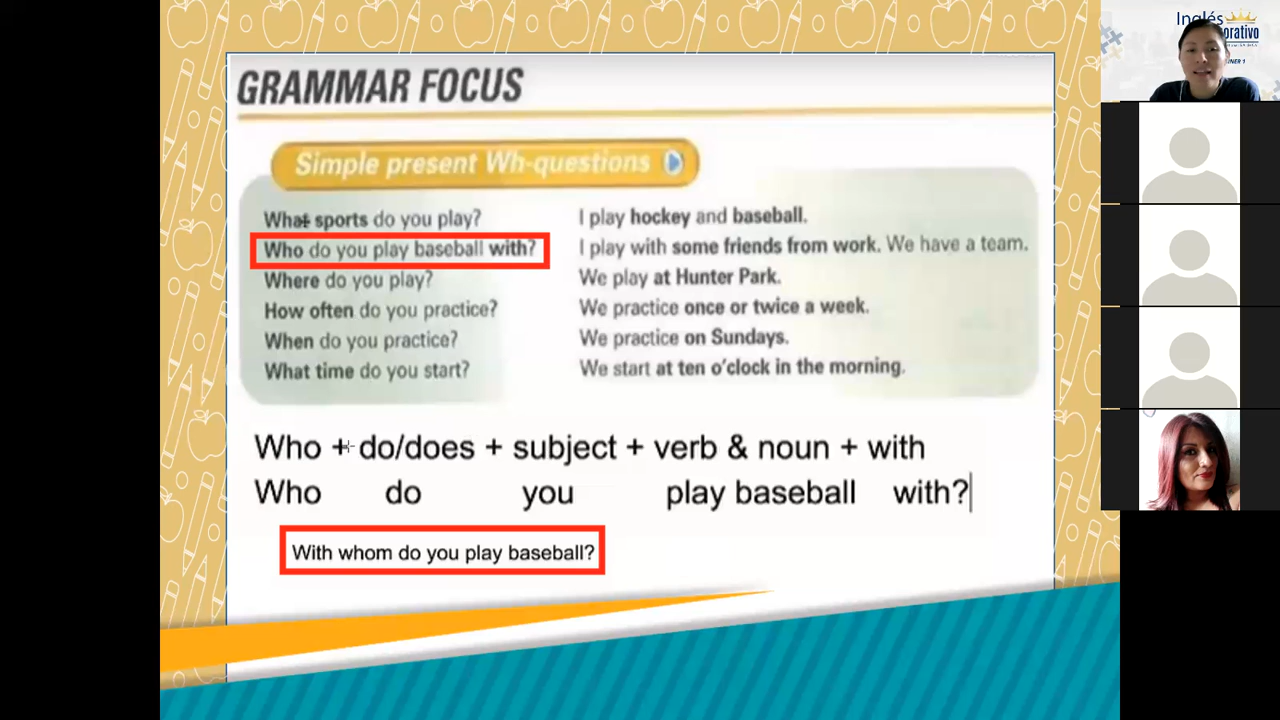 GRAMMAR FOCUS
Simple present Wh-questions
What sports do you play? I play hockey and baseball.
Who do you play baseball with? I play with some friends from work. We have a team.
Where do you play? We play at Hunter Park.
How often do you practice? We practice once or twice a week.
When do you practice? We practice on Sundays.
What time do you start? We start at ten o'clock in the morning.
Who + do/does + subject + verb & noun + with
Who do you play baseball with?
With whom do you play baseball?
Inglés
orativo